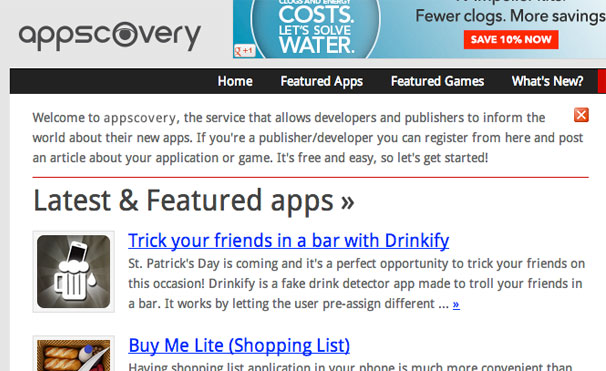 appscovery
CLOGS AND ENERGY
COSTS.
LET'S SOLVE
WATER.
+1
Fewer clogs. More savings
SAVE 10% NOW
Home Featured Apps Featured Games What's New?
Welcome to appscovery, the service that allows developers and publishers to inform the
world about their new apps. If you're a publisher/developer you can register from here and post
an article about your application or game. It's free and easy, so let's get started!
Latest & Featured apps »
Trick your friends in a bar with Drinkify
St. Patrick's Day is coming and it's a perfect opportunity to trick your friends on
this occasion! Drinkify is a fake drink detector app made to troll your friends in
a bar. It works by letting the user pre-assign different ... »
Buy Me Lite (Shopping List)
Having shopping list application in your phone is much more convenient than